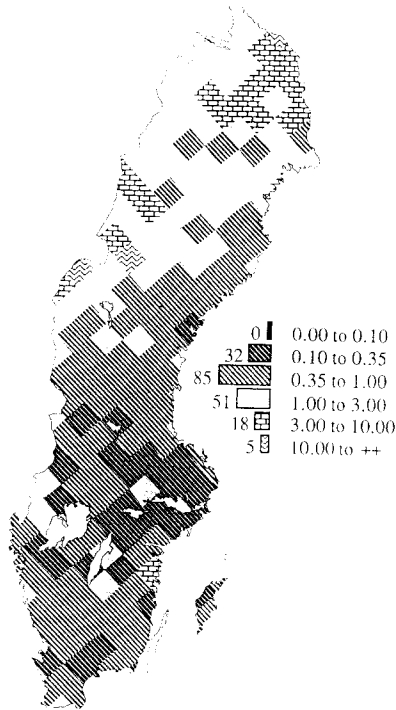 0 0.00 to 0.10
32 0.10 to 0.35
85 0.35 to 1.00
51 1.00 to 3.00
18 3.00 to 10.00
5 10.00 to ++